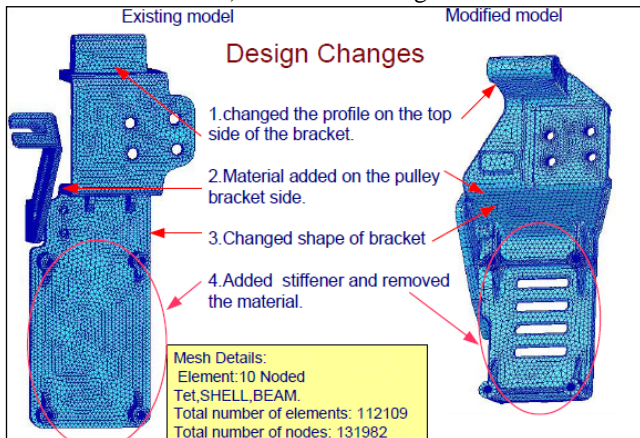 Existing model
Modified model
Design Changes
1.changed the profile on the top
side of the bracket.
2.Material added on the pulley
bracket side.
3.Changed shape of bracket
4.Added stiffener and removed
the material.
Mesh Details:
Element:10 Noded
Tet,SHELL,BEAM.
Total number of elements: 112109
Total number of nodes: 131982